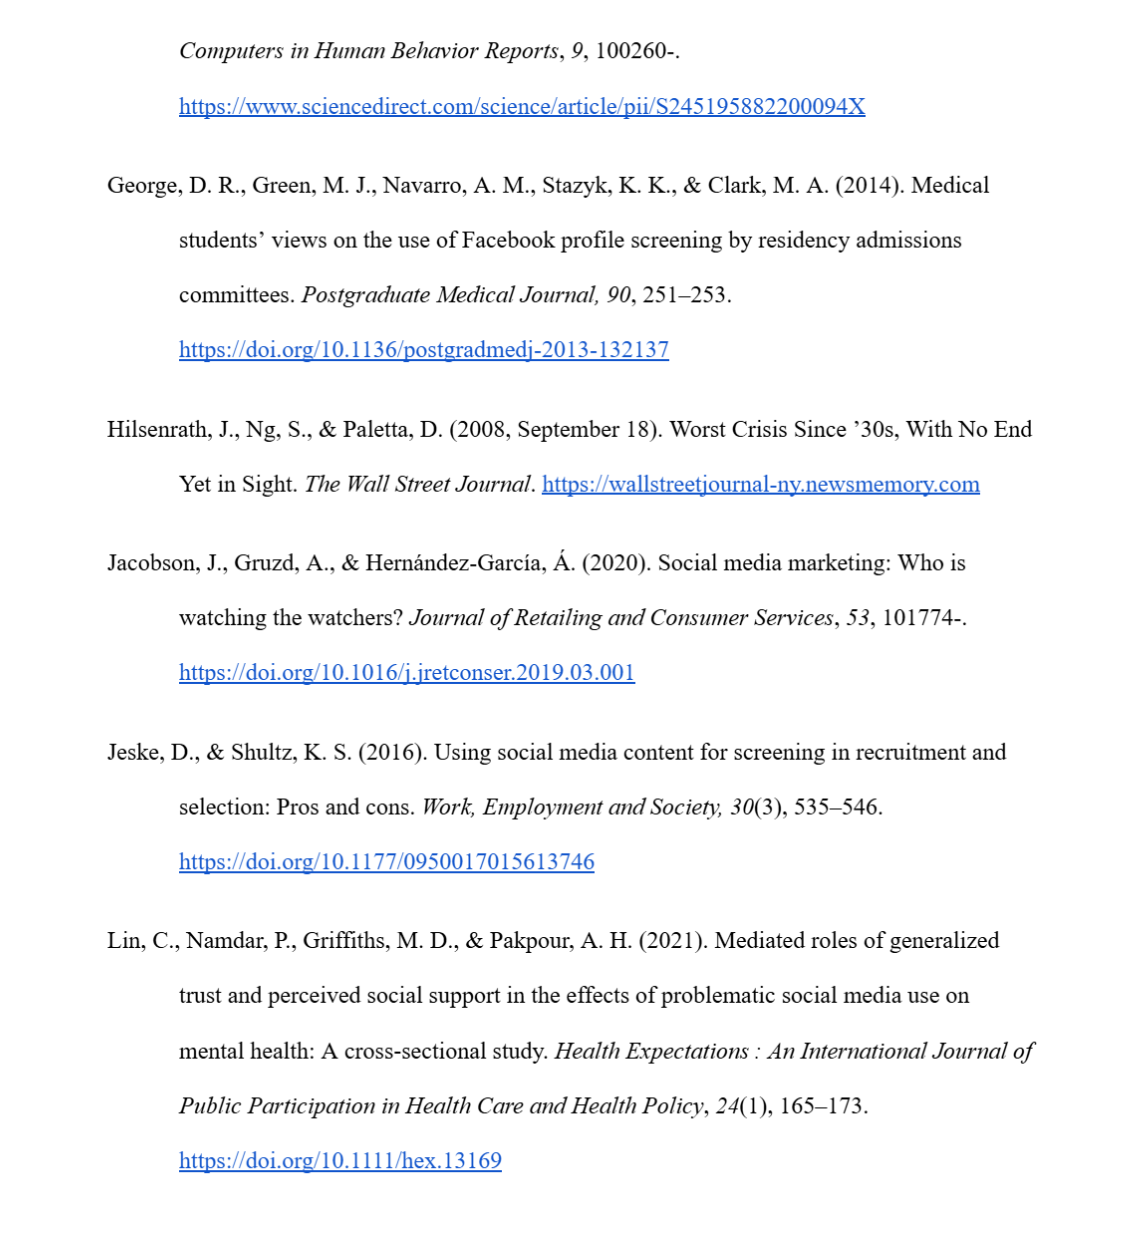 Computers in Human Behavior Reports, 9, 100260-.
https://www.sciencedirect.com/science/article/pii/S245195882200094X
George, D. R., Green, M. J., Navarro, A. M., Stazyk, K. K., & Clark, M. A. (2014). Medical
students’ views on the use of Facebook profile screening by residency admissions
committees. Postgraduate Medical Journal, 90, 251–253.
https://doi.org/10.1136/postgradmedj-2013-132137
Hilsenrath, J., Ng, S., & Paletta, D. (2008, September 18). Worst Crisis Since ’30s, With No End
Yet in Sight. The Wall Street Journal. https://wallstreetjournal-ny.newsmemory.com
Jacobson, J., Gruzd, A., & Hernández-García, Á. (2020). Social media marketing: Who is
watching the watchers? Journal of Retailing and Consumer Services, 53, 101774-.
https://doi.org/10.1016/j.jretconser.2019.03.001
Jeske, D., & Shultz, K. S. (2016). Using social media content for screening in recruitment and
selection: Pros and cons. Work, Employment and Society, 30(3), 535–546.
https://doi.org/10.1177/0950017015613746
Lin, C., Namdar, P., Griffiths, M. D., & Pakpour, A. H. (2021). Mediated roles of generalized
trust and perceived social support in the effects of problematic social media use on
mental health: A cross-sectional study. Health Expectations : An International Journal of
Public Participation in Health Care and Health Policy, 24(1), 165–173.
https://doi.org/10.1111/hex.13169